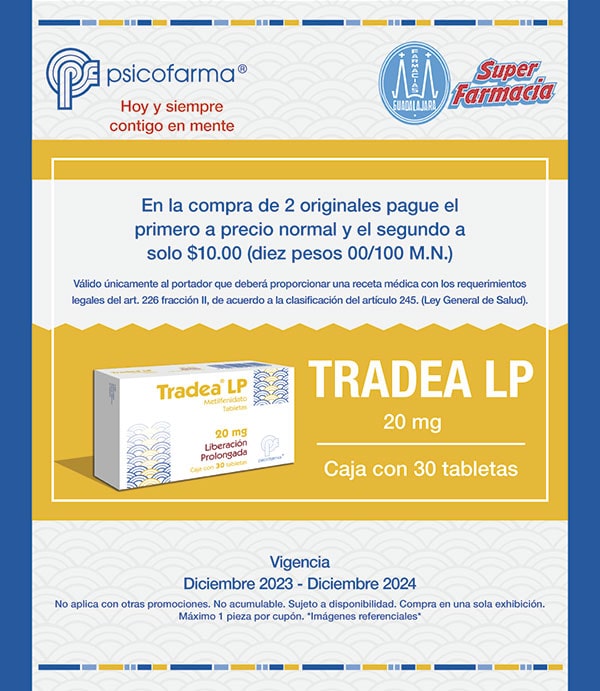 psicofarma®
Hoy y siempre
contigo en mente
FARMACIAS
GUADALAJARA
Super
Farmacia
En la compra de 2 originales pague el
primero a precio normal y el segundo a
solo $10.00 (diez pesos 00/100 M.N.)
Válido únicamente al portador que deberá proporcionar una receta médica con los requerimientos
legales del art. 226 fracción II, de acuerdo a la clasificación del artículo 245. (Ley General de Salud).
Tradea® LP
Metilfenidato
Tabletas
20 mg
Liberación
Prolongada
Caja con 30 tabletas
psicofarma®
TRADEA LP
20 mg
Caja con 30 tabletas
Vigencia
Diciembre 2023 - Diciembre 2024
No aplica con otras promociones. No acumulable. Sujeto a disponibilidad. Compra en una sola exhibición.
Máximo 1 pieza por cupón. *Imágenes referenciales*